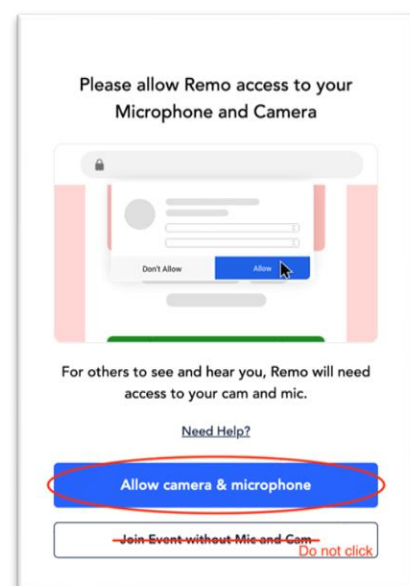 Please allow Remo access to your
Microphone and Camera
Don't Allow
Allow
For others to see and hear you, Remo will need
access to your cam and mic.
Need Help?
Allow camera & microphone
Join Event without Mic and Cam
Do not click